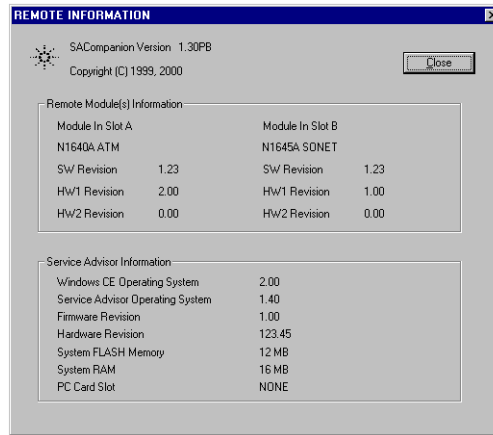 REMOTE INFORMATION
SACompanion Version 1.30PB
Copyright (C) 1999, 2000
Close
Remote Module(s) Information
Module In Slot A Module In Slot B
N1640A ATM N1645A SONET
SW Revision 1.23 SW Revision 1.23
HW1 Revision 2.00 HW1 Revision 1.00
HW2 Revision 0.00 HW2 Revision 0.00
Service Advisor Information
Windows CE Operating System 2.00
Service Advisor Operating System 1.40
Firmware Revision 1.00
Hardware Revision 123.45
System FLASH Memory 12 MB
System RAM 16 MB
PC Card Slot NONE